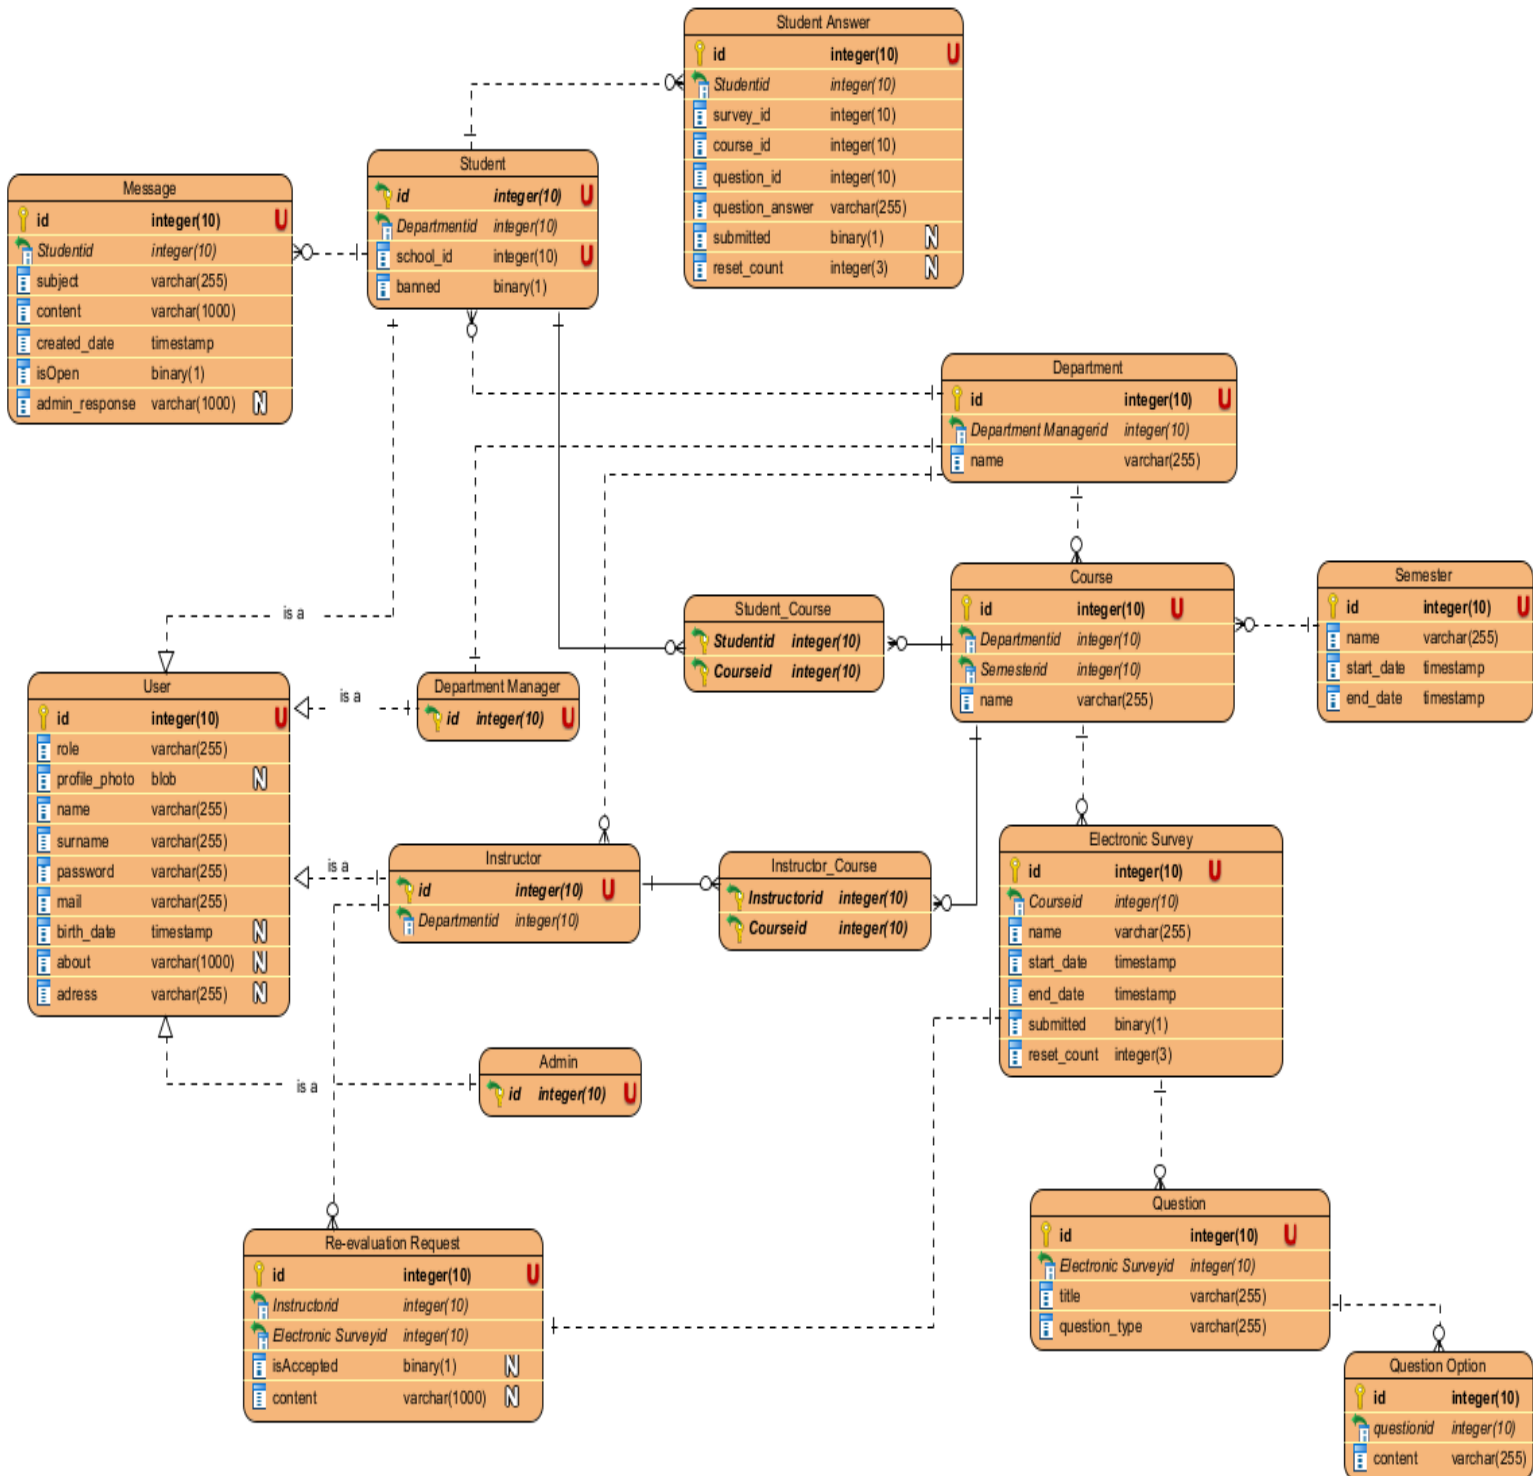 Student Answer
id integer(10) U
Studentid integer(10)
survey_id integer(10)
course_id integer(10)
question_id integer(10)
question_answer varchar(255)
submitted binary(1) N
reset_count integer(3) N
Student
id integer(10) U
Departmentid integer(10)
school_id integer(10) U
banned binary(1)
Message
id integer(10) U
Studentid integer(10)
subject varchar(255)
content varchar(1000)
created_date timestamp
isOpen binary(1)
admin_response varchar(1000) N
Department
id integer(10) U
Department Managerid integer(10)
name varchar(255)
Course
id integer(10) U
Departmentid integer(10)
Semesterid integer(10)
name varchar(255)
Semester
id integer(10) U
name varchar(255)
start_date timestamp
end_date timestamp
Student_Course
Studentid integer(10)
Courseid integer(10)
is a
User
id integer(10) U
role varchar(255)
profile_photo blob N
name varchar(255)
surname varchar(255)
password varchar(255)
mail varchar(255)
birth_date timestamp N
about varchar(1000) N
adress varchar(255) N
is a
Department Manager
id integer(10) U
is a
Instructor
id integer(10) U
Departmentid integer(10)
Instructor_Course
Instructorid integer(10)
Courseid integer(10)
Electronic Survey
id integer(10) U
Courseid integer(10)
name varchar(255)
start_date timestamp
end_date timestamp
submitted binary(1)
reset_count integer(3)
is a
Admin
id integer(10) U
Re-evaluation Request
id integer(10) U
Instructorid integer(10)
Electronic Surveyid integer(10)
isAccepted binary(1) N
content varchar(1000) N
Question
id integer(10) U
Electronic Surveyid integer(10)
title varchar(255)
question_type varchar(255)
Question Option
id integer(10)
questionid integer(10)
content varchar(255)